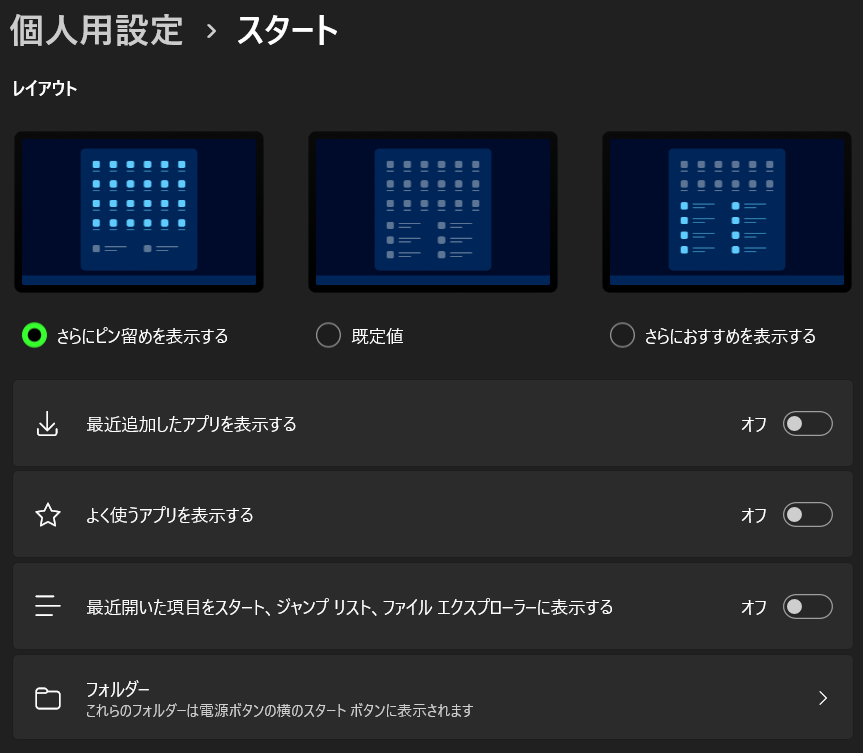 個人用設定 › スタート
レイアウト
さらにピン留めを表示する
既定値
さらにおすすめを表示する
最近追加したアプリを表示する
オフ
よく使うアプリを表示する
オフ
最近開いた項目をスタート、ジャンプ リスト、ファイル エクスプローラーに表示する
オフ
フォルダー
これらのフォルダーは電源ボタンの横のスタート ボタンに表示されます